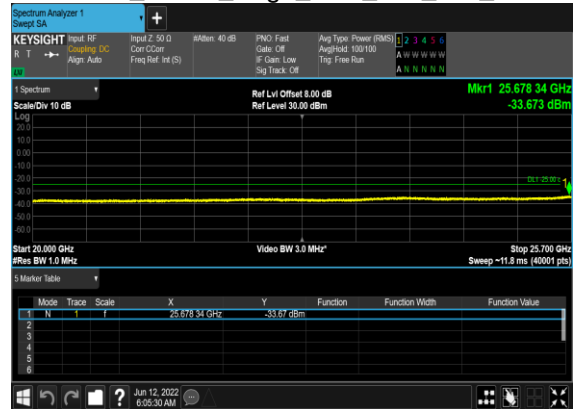 Spectrum Analyzer 1
Swept SA
+
KEYSIGHT Input: RF Input Z: 50 Ω #Atten: 40 dB PNO: Fast Avg Type: Power (RMS) 1 2 3 4 5 6
R T Coupling: DC Corr CCorr Gate: Off Avg|Hold: 100/100 A W W W W W
Align: Auto Freq Ref: Int (S) IF Gain: Low Trig: Free Run
LW Sig Track: Off A N N N N N
1 Spectrum Ref Lvl Offset 8.00 dB Mkr1 25.678 34 GHz
Scale/Div 10 dB Ref Level 30.00 dBm -33.673 dBm
Log
20.0
10.0
0.00
-10.0
-20.0
DL1 -25.00 1
-30.0
-40.0
-50.0
-60.0
Start 20.000 GHz Video BW 3.0 MHz* Stop 25.700 GHz
#Res BW 1.0 MHz Sweep ~11.8 ms (40001 pts)
5 Marker Table
Mode Trace Scale X Y Function Function Width Function Value
1 N 1 f 25.678 34 GHz -33.67 dBm
2
3
4
5
6
? Jun 12, 2022
6:05:30 AM